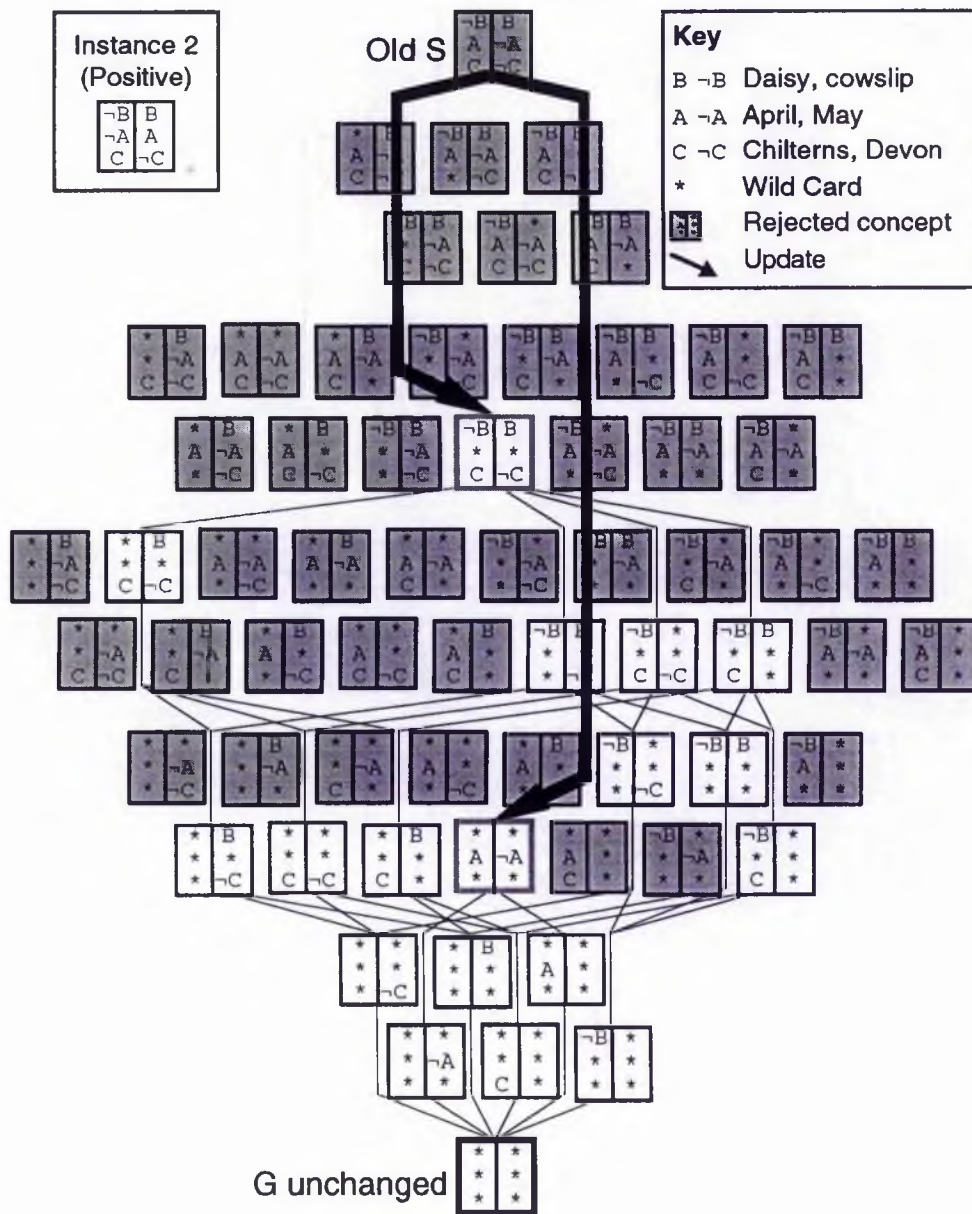 Instance 2
(Positive)
¬B B
¬A A
C ¬C
Old S
¬B B
A ¬A
C ¬C
Key
B ¬B Daisy, cowslip
A ¬A April, May
C ¬C Chilterns, Devon
* Wild Card
Rejected concept
Update
* B ¬B B ¬B B
A A ¬A A
C * ¬C C
B B ¬B * B B
* ¬A A ¬A A ¬A
C ¬C C ¬C C *
* B * * * B ¬B * ¬B B ¬B B ¬B * ¬B B
* ¬A A ¬A A ¬A * ¬A * ¬A A * A * A *
C ¬C C ¬C C * C ¬C C * * ¬C C ¬C C *
* B * B ¬B B ¬B B ¬B * ¬B B ¬B *
A ¬A A * * ¬A * * A ¬A A ¬A A ¬A
* ¬C C ¬C * ¬C C ¬C * ¬C * * C *
* B * B * * * B * * ¬B * B B ¬B * ¬B * ¬B B
* ¬A * * A ¬A A ¬A A ¬A * ¬A * ¬A * ¬A A * A *
* ¬C C ¬C * ¬C * * C * * ¬C * * C * * ¬C * *
* * * B * B * * * B ¬B B ¬B * ¬B B ¬B * ¬B *
* ¬A * ¬A A * A * A * * * * * * * A ¬A A *
C ¬C C * * ¬C C ¬C C * * ¬C C ¬C C * * * C *
* * * B * * * * * B ¬B * ¬B B ¬B *
* ¬A * ¬A * ¬A A * A * * * * * A *
* ¬C * * C * * ¬C * * * ¬C * * * *
* B * * * B * * * * ¬B * ¬B *
* * * * * * A ¬A A * * ¬A * *
* ¬C C ¬C C * * * C * * * C *
* * * B * *
* * * * A *
* ¬C * * * *
* * * * ¬B *
* ¬A * * * *
* * C * * *
G unchanged
* *
* *
* *